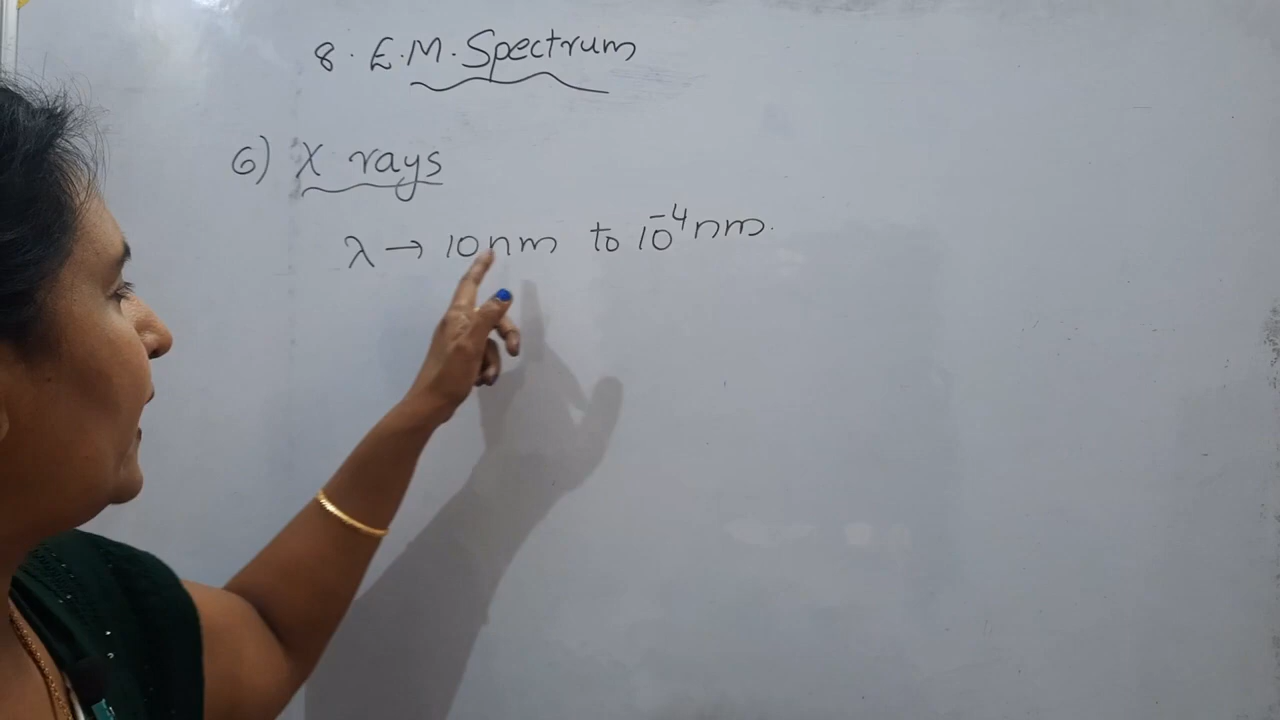 8. E.M. Spectrum
6) X rays
λ → 10nm to 10⁻⁴nm.